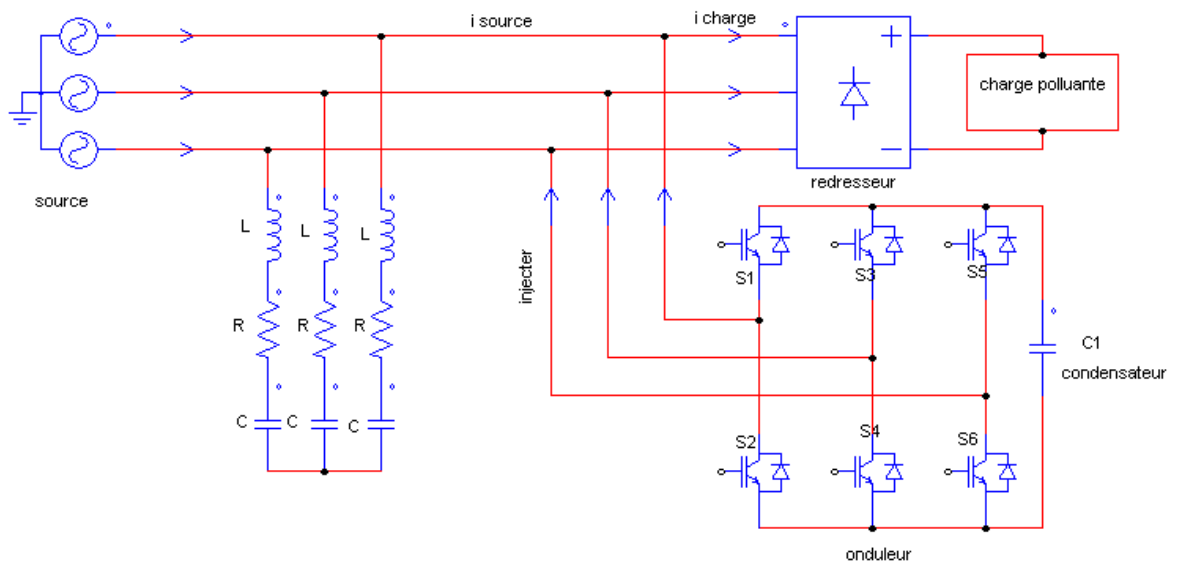 i source
i charge
+
charge polluante
−
redresseur
source
L
L
L
S1
S3
S5
injecter
R
R
R
C1
condensateur
C
C
C
S2
S4
S6
onduleur